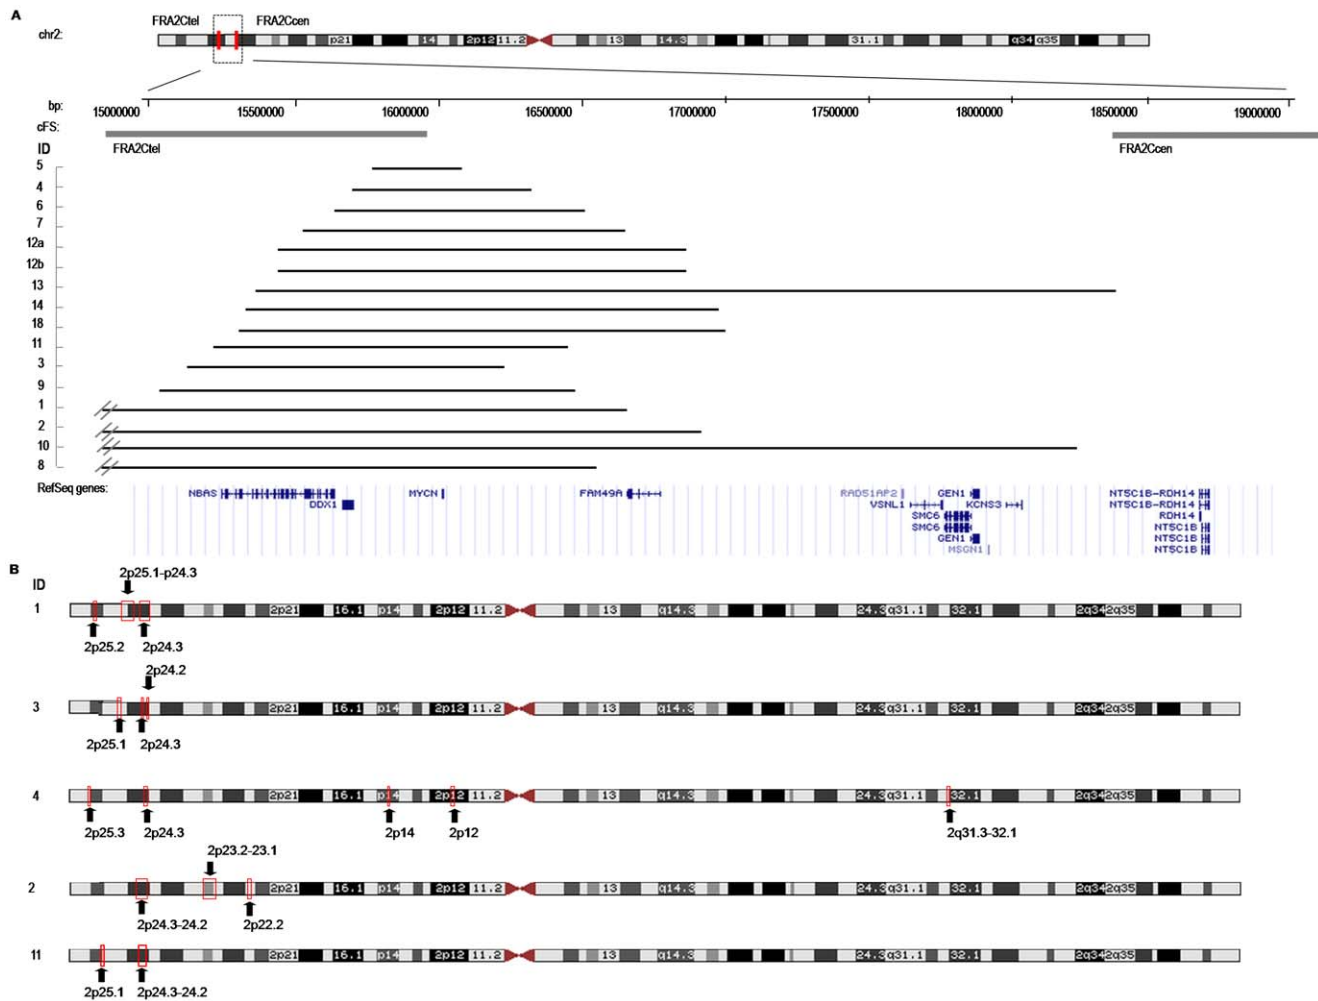 A
FRA2Ctel FRA2Ccen
chr2: p21 14 2p12 11.2 13 14.3 31.1 q34 q35
bp: 15000000 15500000 16000000 16500000 17000000 17500000 18000000 18500000 19000000
cFS:
FRA2Ctel FRA2Ccen
ID
5
4
6
7
12a
12b
13
14
18
11
3
9
1
2
10
8
RefSeq genes: NBAS MYCN FAM49A RAD51AP2 GEN1 NT5C1B-RDH14
DDX1 VSNL1 KCNS3 NT5C1B-RDH14
SMC6 RDH14
SMC6 NT5C1B
GEN1 NT5C1B
MSGN1 NT5C1B
B
ID
2p25.1-p24.3
1 2p21 16.1 p14 2p12 11.2 13 q14.3 24.3 q31.1 32.1 2q34 2q35
2p25.2 2p24.3
2p24.2
3 2p21 16.1 p14 2p12 11.2 13 q14.3 24.3 q31.1 32.1 2q34 2q35
2p25.1 2p24.3
4 2p21 16.1 p14 2p12 11.2 13 q14.3 24.3 q31.1 32.1 2q34 2q35
2p25.3 2p24.3 2p14 2p12 2q31.3-32.1
2p23.2-23.1
2 2p21 16.1 p14 2p12 11.2 13 q14.3 24.3 q31.1 32.1 2q34 2q35
2p24.3-24.2 2p22.2
11 2p21 16.1 p14 2p12 11.2 13 q14.3 24.3 q31.1 32.1 2q34 2q35
2p25.1 2p24.3-24.2